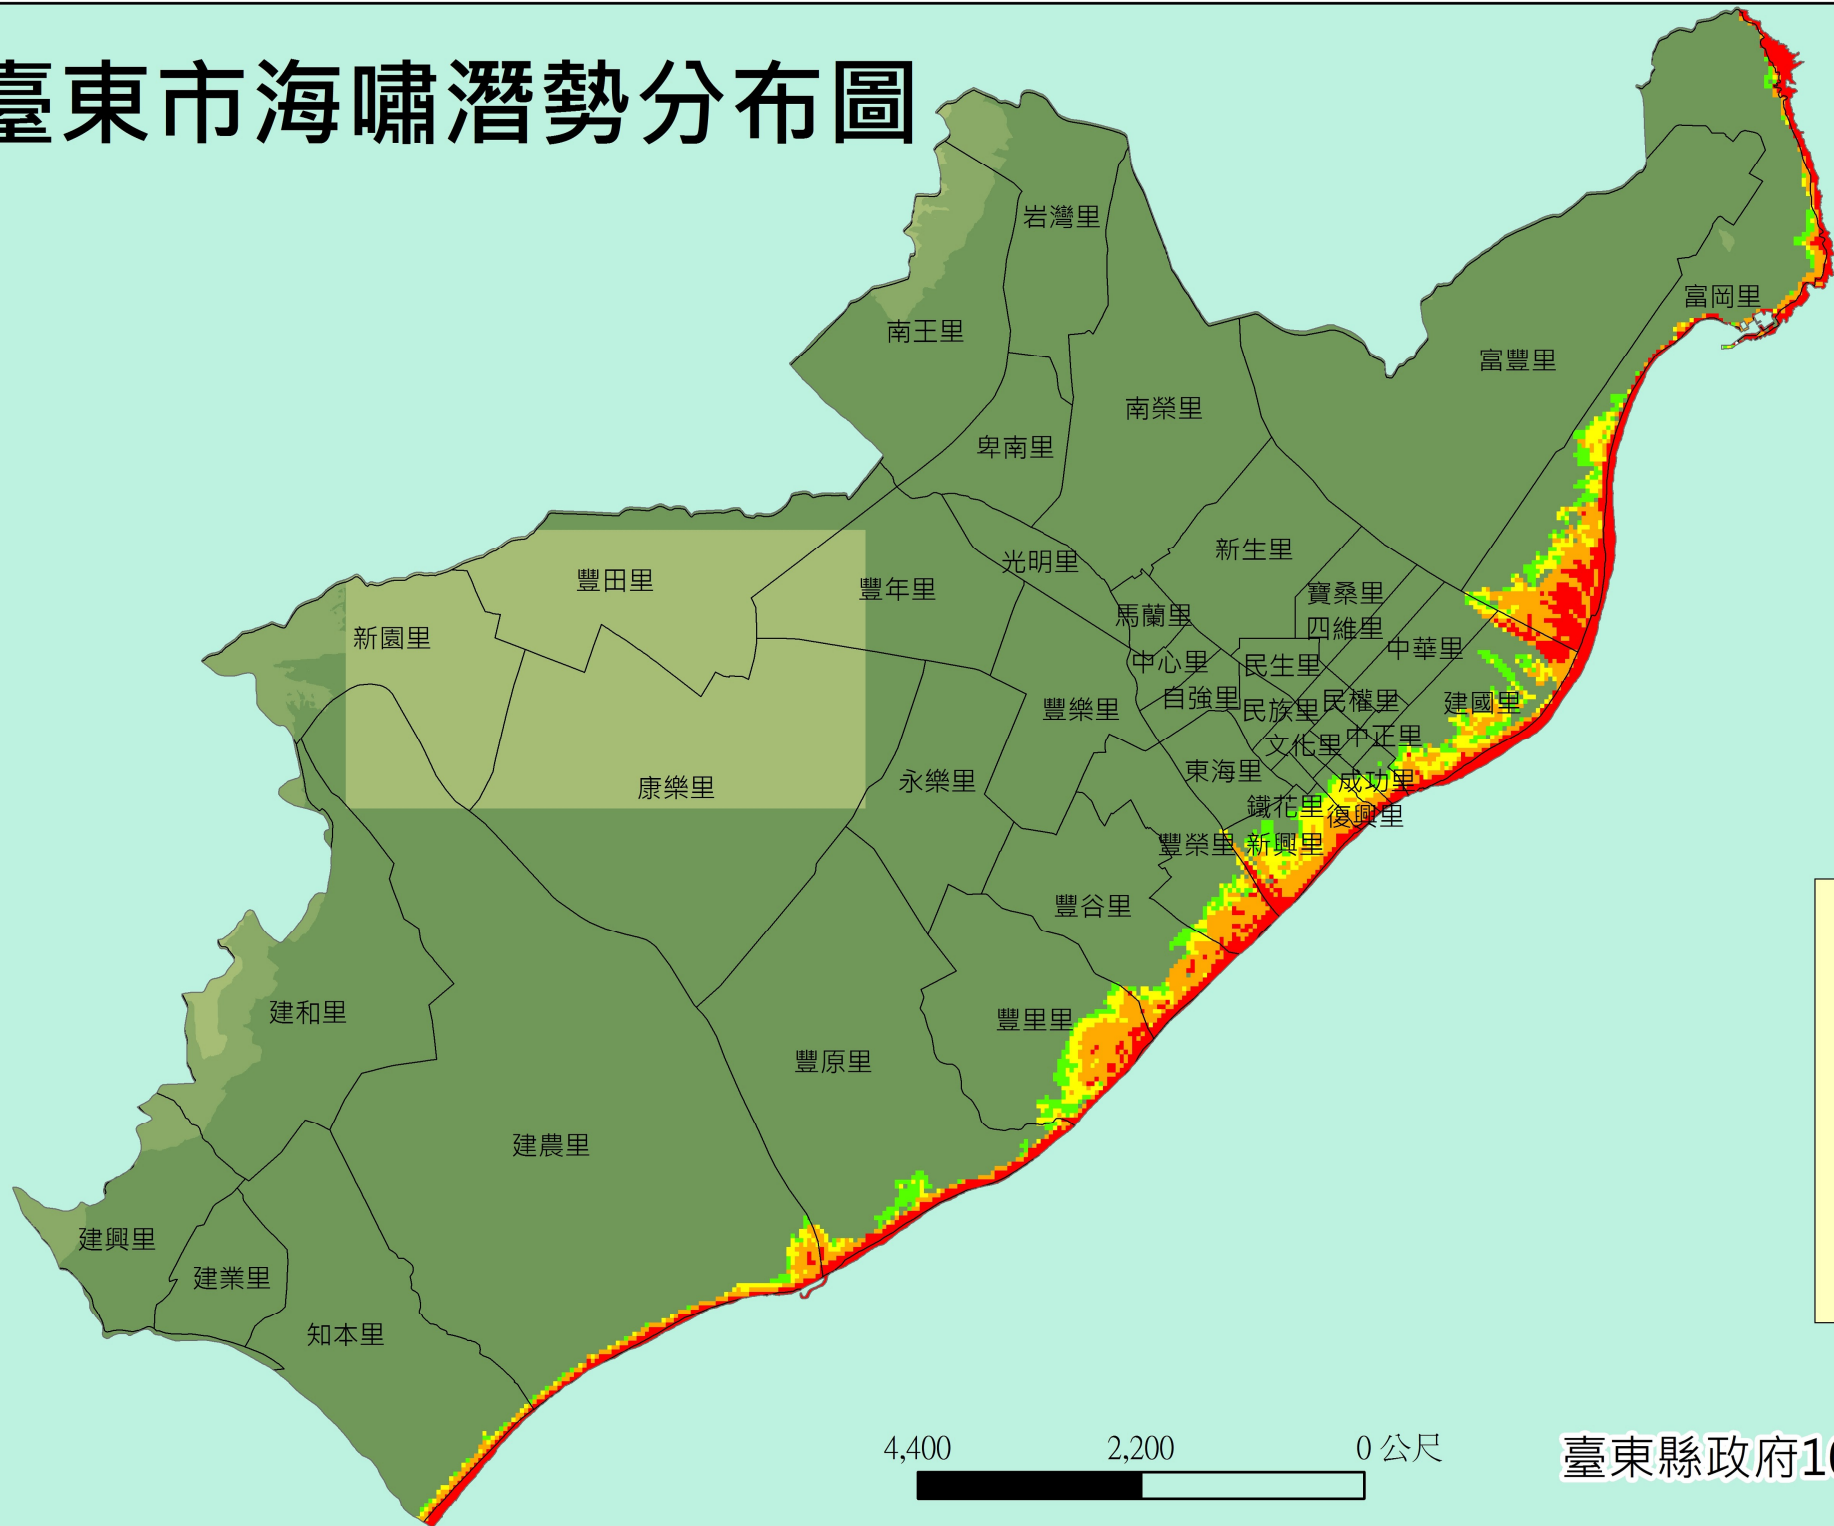 臺東市海嘯潛勢分布圖
岩灣里
富岡里
南王里
富豐里
南榮里
卑南里
新生里
光明里
豐田里
豐年里
寶桑里
馬蘭里
四維里
新園里
中華里
中心里
民生里
自強里
民權里
建國里
豐樂里
民族里
中正里
文化里
東海里
永樂里
成功里
康樂里
鐵花里
復興里
豐榮里
新興里
豐谷里
建和里
豐里里
豐原里
建農里
建興里
建業里
知本里
4,400 2,200 0 公尺
臺東縣政府10